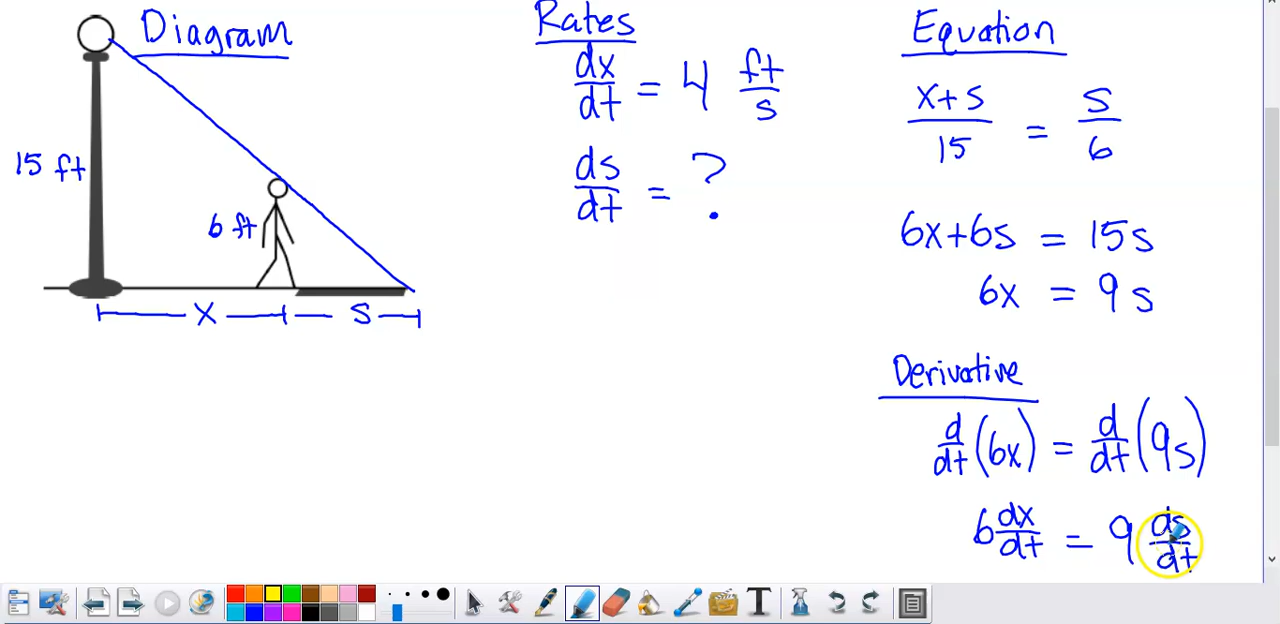 Diagram
15 ft
6 ft
x
s
Rates
dx/dt = 4 ft/s
ds/dt = ?
Equation
x+s/15 = s/6
6x+6s = 15s
6x = 9s
Derivative
d/dt (6x) = d/dt (9s)
6 dx/dt = 9 ds/dt
T